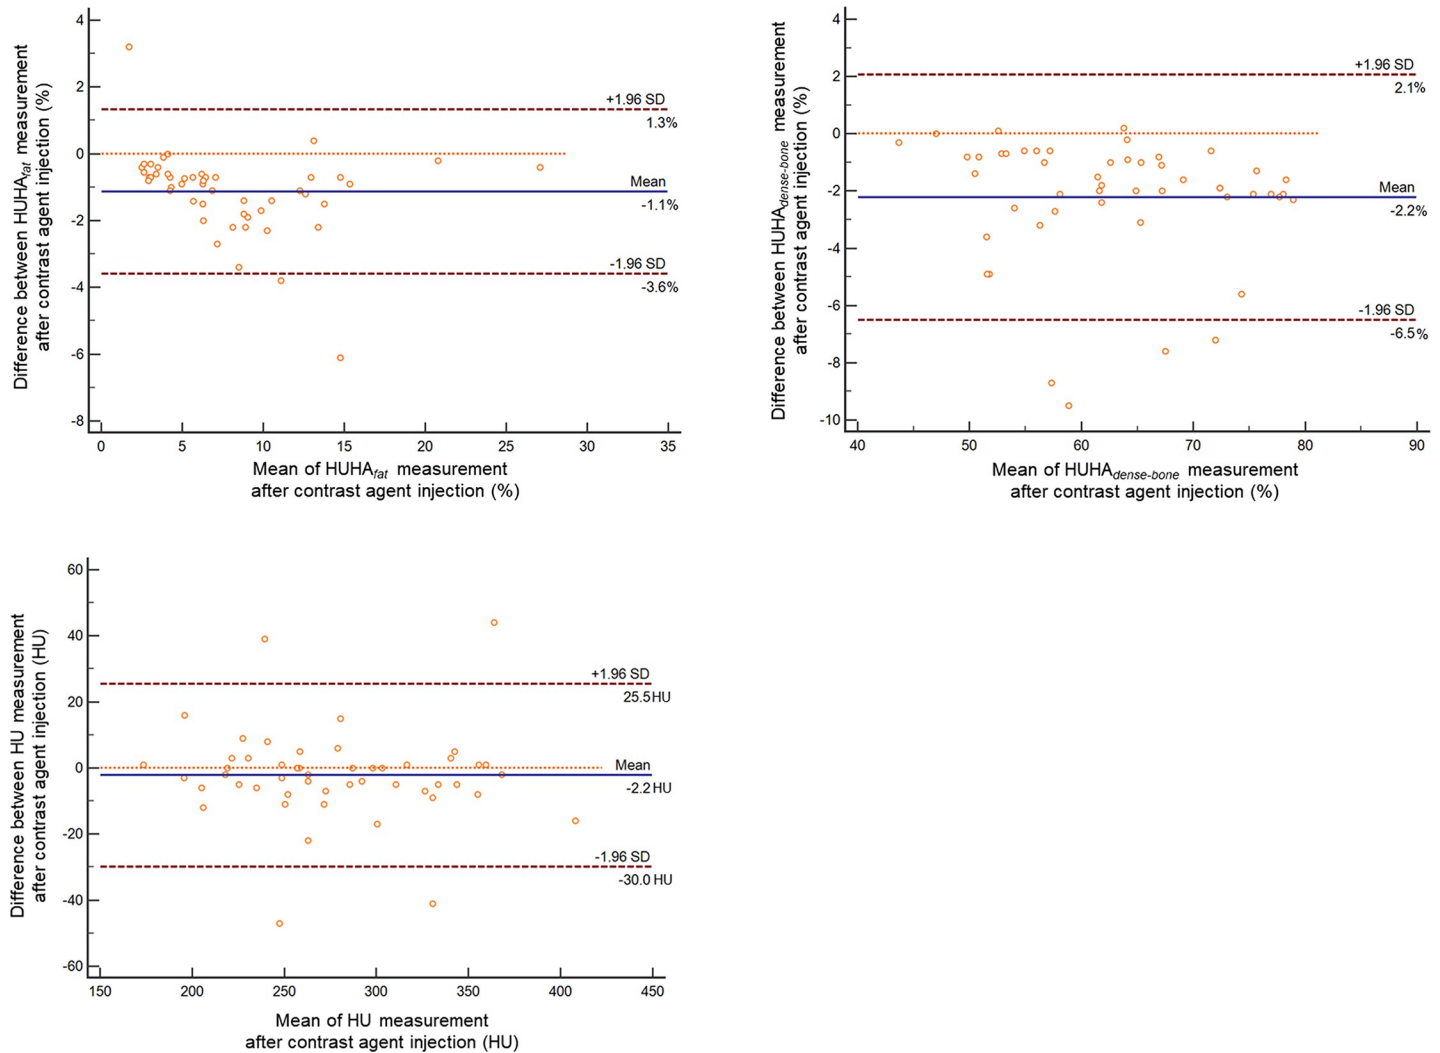 Difference between HUHAfat measurement
after contrast agent injection (%)
4
2
0
-2
-4
-6
-8
+1.96 SD
1.3%
Mean
-1.1%
-1.96 SD
-3.6%
0 5 10 15 20 25 30 35
Mean of HUHAfat measurement
after contrast agent injection (%)
Difference between HUHAdense-bone measurement
after contrast agent injection (%)
4
2
0
-2
-4
-6
-8
-10
+1.96 SD
2.1%
Mean
-2.2%
-1.96 SD
-6.5%
40 50 60 70 80 90
Mean of HUHAdense-bone measurement
after contrast agent injection (%)
Difference between HU measurement
after contrast agent injection (HU)
60
40
20
0
-20
-40
-60
+1.96 SD
25.5 HU
Mean
-2.2 HU
-1.96 SD
-30.0 HU
150 200 250 300 350 400 450
Mean of HU measurement
after contrast agent injection (HU)